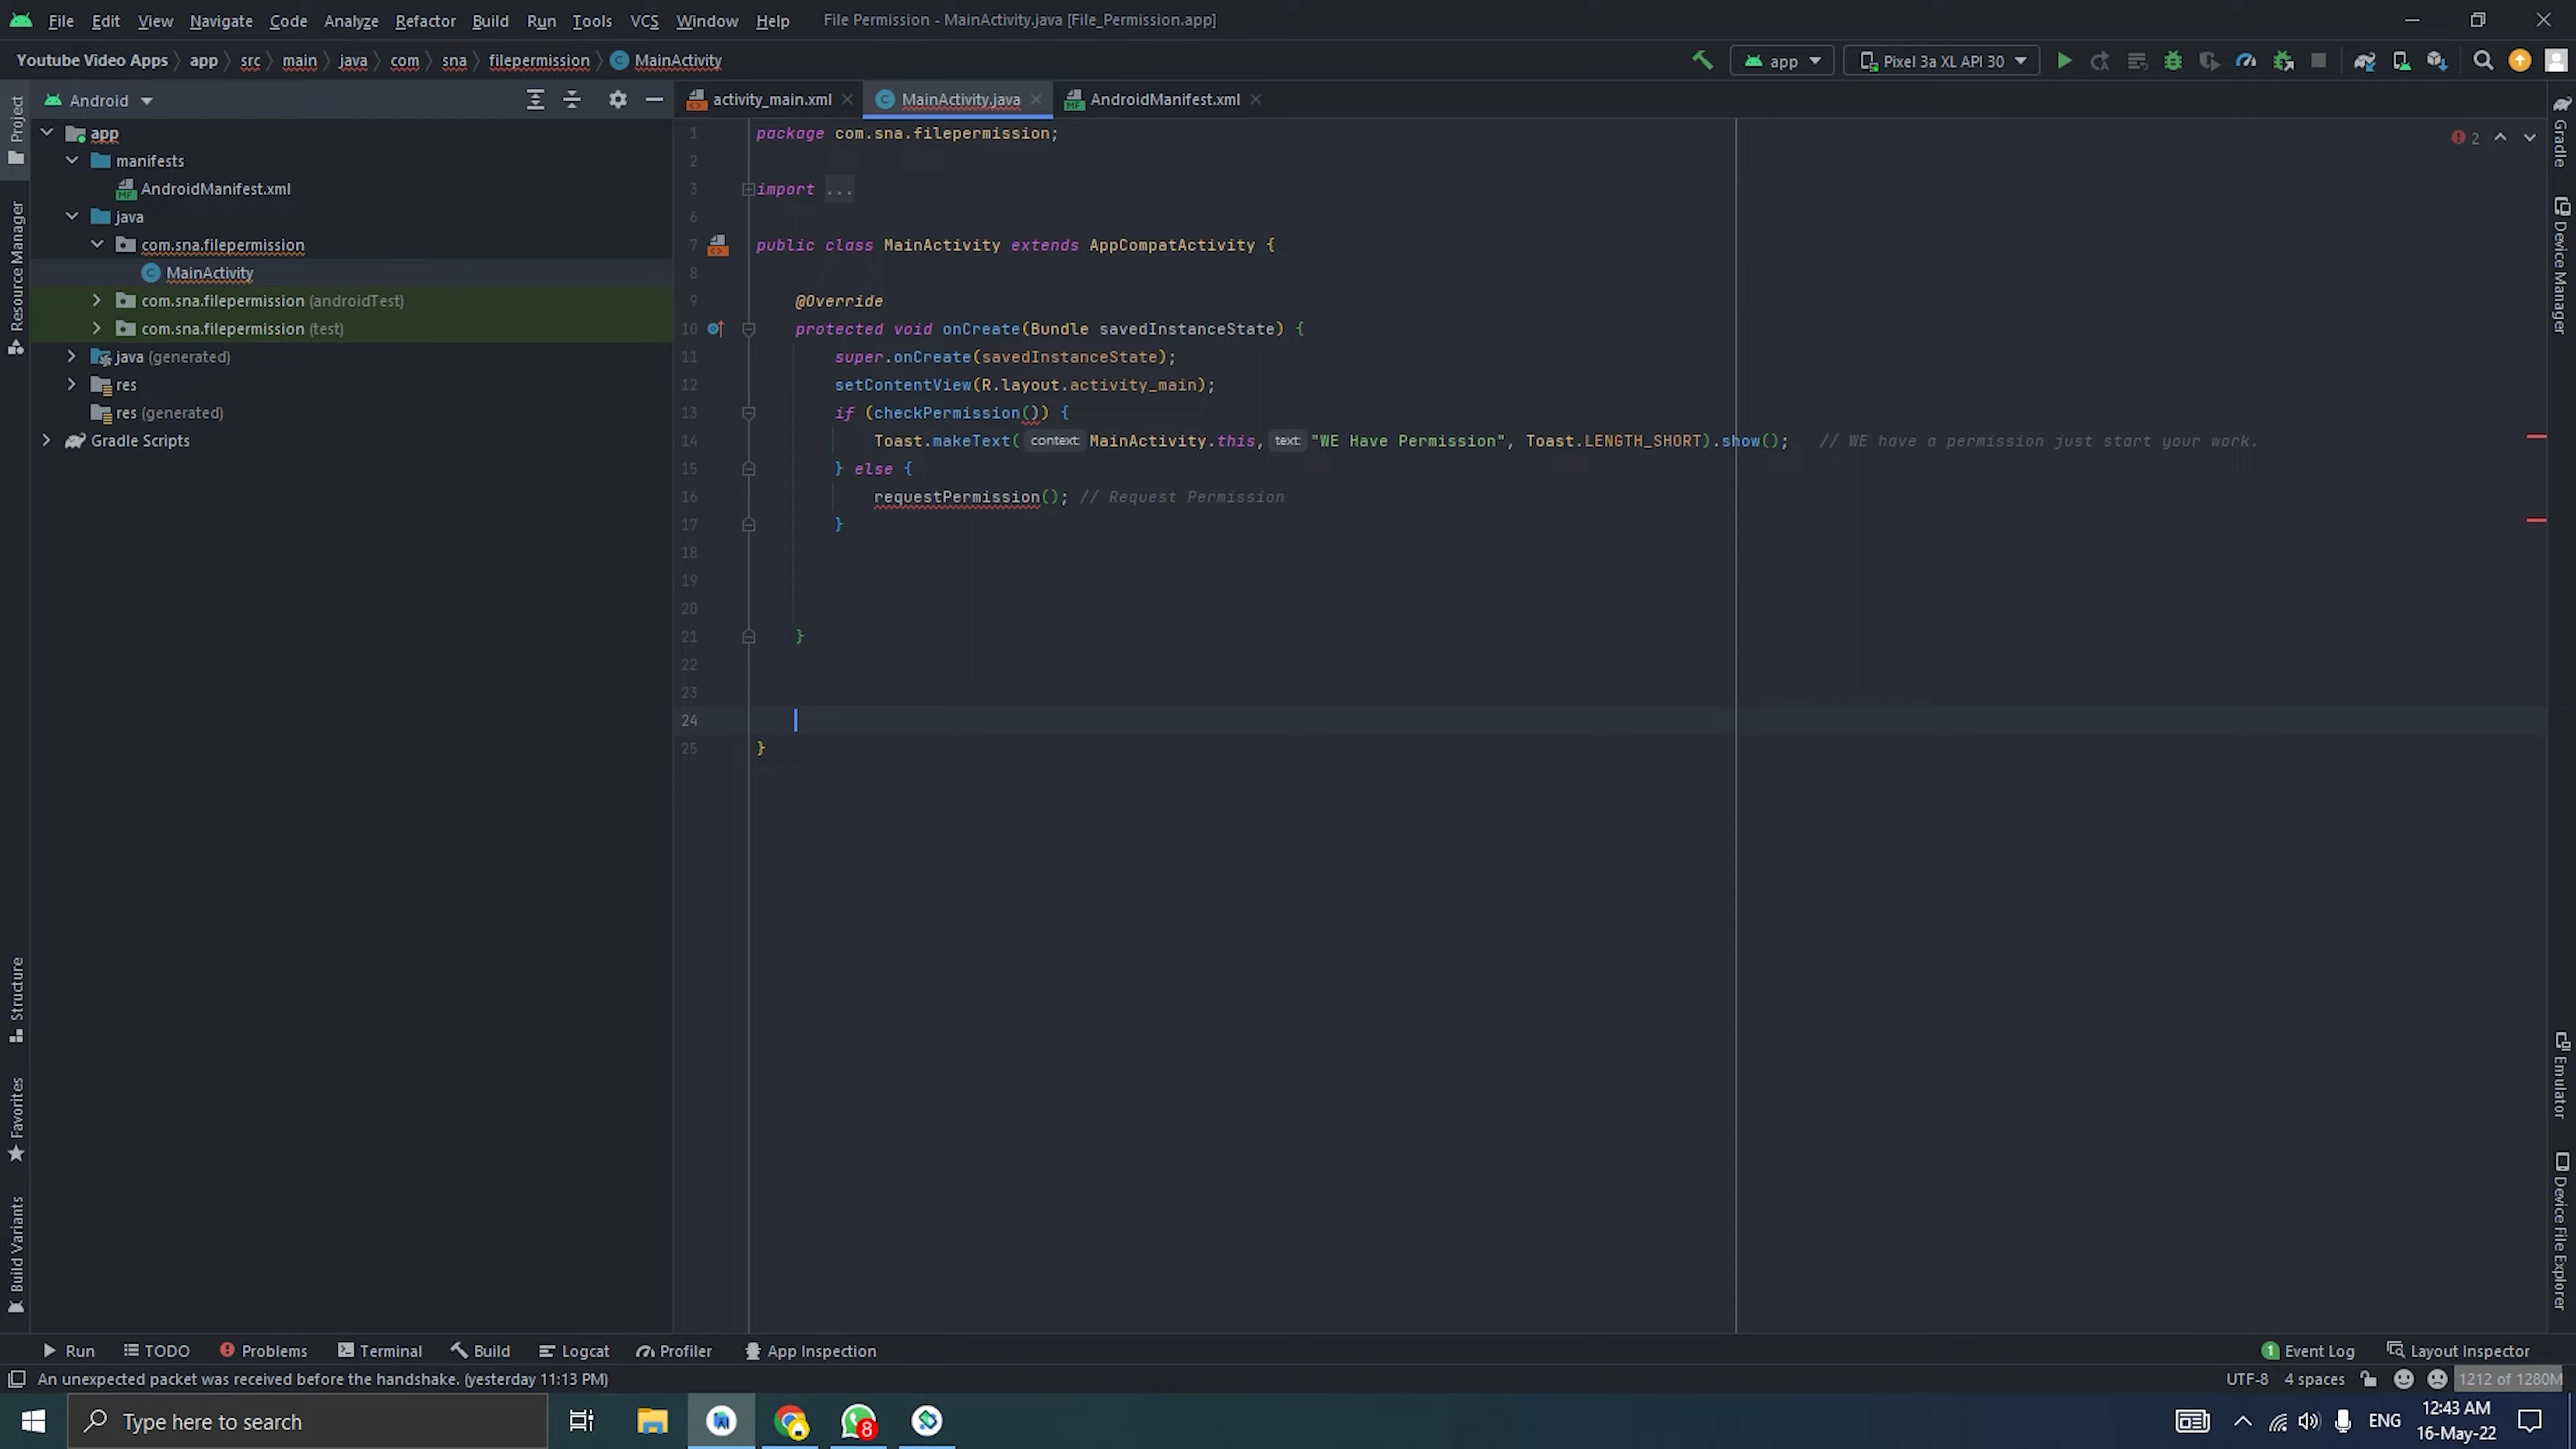 File Edit View Navigate Code Analyze Refactor Build Run Tools VCS Window Help File Permission - MainActivity.java [File_Permission.app]
Youtube Video Apps app src main java com sna filepermission MainActivity app Pixel 3a XL API 30
Android activity_main.xml MainActivity.java AndroidManifest.xml
app
manifests
AndroidManifest.xml
java
com.sna.filepermission
MainActivity
com.sna.filepermission (androidTest)
com.sna.filepermission (test)
java (generated)
res
res (generated)
Gradle Scripts
1 package com.sna.filepermission;
2
3 import ...
6
7 public class MainActivity extends AppCompatActivity {
8
9 @Override
10 protected void onCreate(Bundle savedInstanceState) {
11 super.onCreate(savedInstanceState);
12 setContentView(R.layout.activity_main);
13 if (checkPermission()) {
14 Toast.makeText( context: MainActivity.this, text: "WE Have Permission", Toast.LENGTH_SHORT).show(); // WE have a permission just start your work.
15 } else {
16 requestPermission(); // Request Permission
17 }
18
19
20
21 }
22
23
24
25 }
2
Project
Resource Manager
Structure
Favorites
Build Variants
Gradle
Device Manager
Emulator
Device File Explorer
Run TODO Problems Terminal Build Logcat Profiler App Inspection 1 Event Log Layout Inspector
An unexpected packet was received before the handshake. (yesterday 11:13 PM) UTF-8 4 spaces 1212 of 1280M
Type here to search 8 ENG 12:43 AM
16-May-22